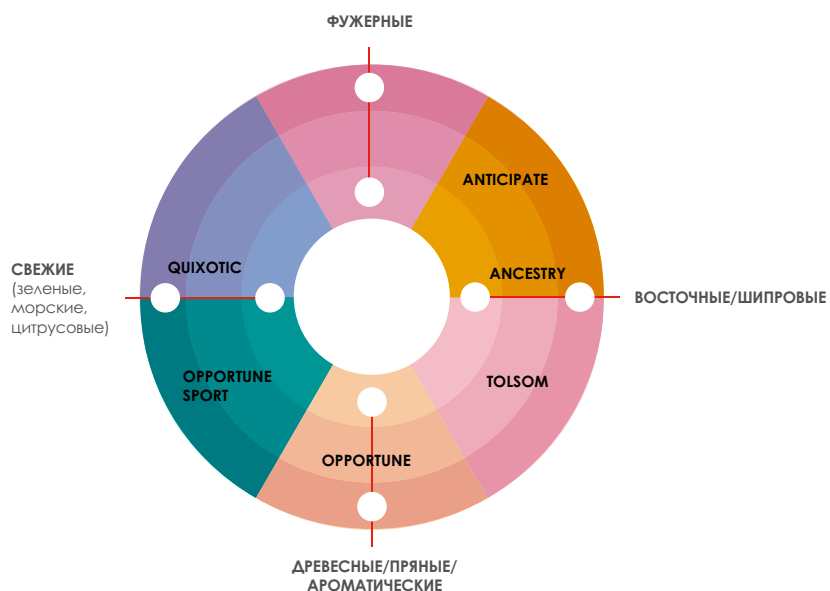 ФУЖЕРНЫЕ
ANTICIPATE
СВЕЖИЕ
(зеленые,
морские,
цитрусовые)
QUIXOTIC
ANCESTRY
ВОСТОЧНЫЕ/ШИПРОВЫЕ
OPPORTUNE
SPORT
TOLSOM
OPPORTUNE
ДРЕВЕСНЫЕ/ПРЯНЫЕ/
АРОМАТИЧЕСКИЕ